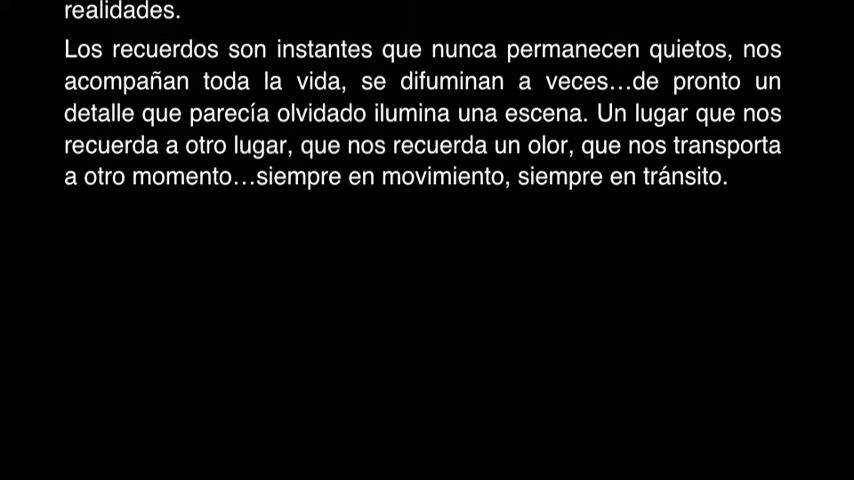 realidades.
Los recuerdos son instantes que nunca permanecen quietos, nos
acompañan toda la vida, se difuminan a veces…de pronto un
detalle que parecía olvidado ilumina una escena. Un lugar que nos
recuerda a otro lugar, que nos recuerda un olor, que nos transporta
a otro momento…siempre en movimiento, siempre en tránsito.